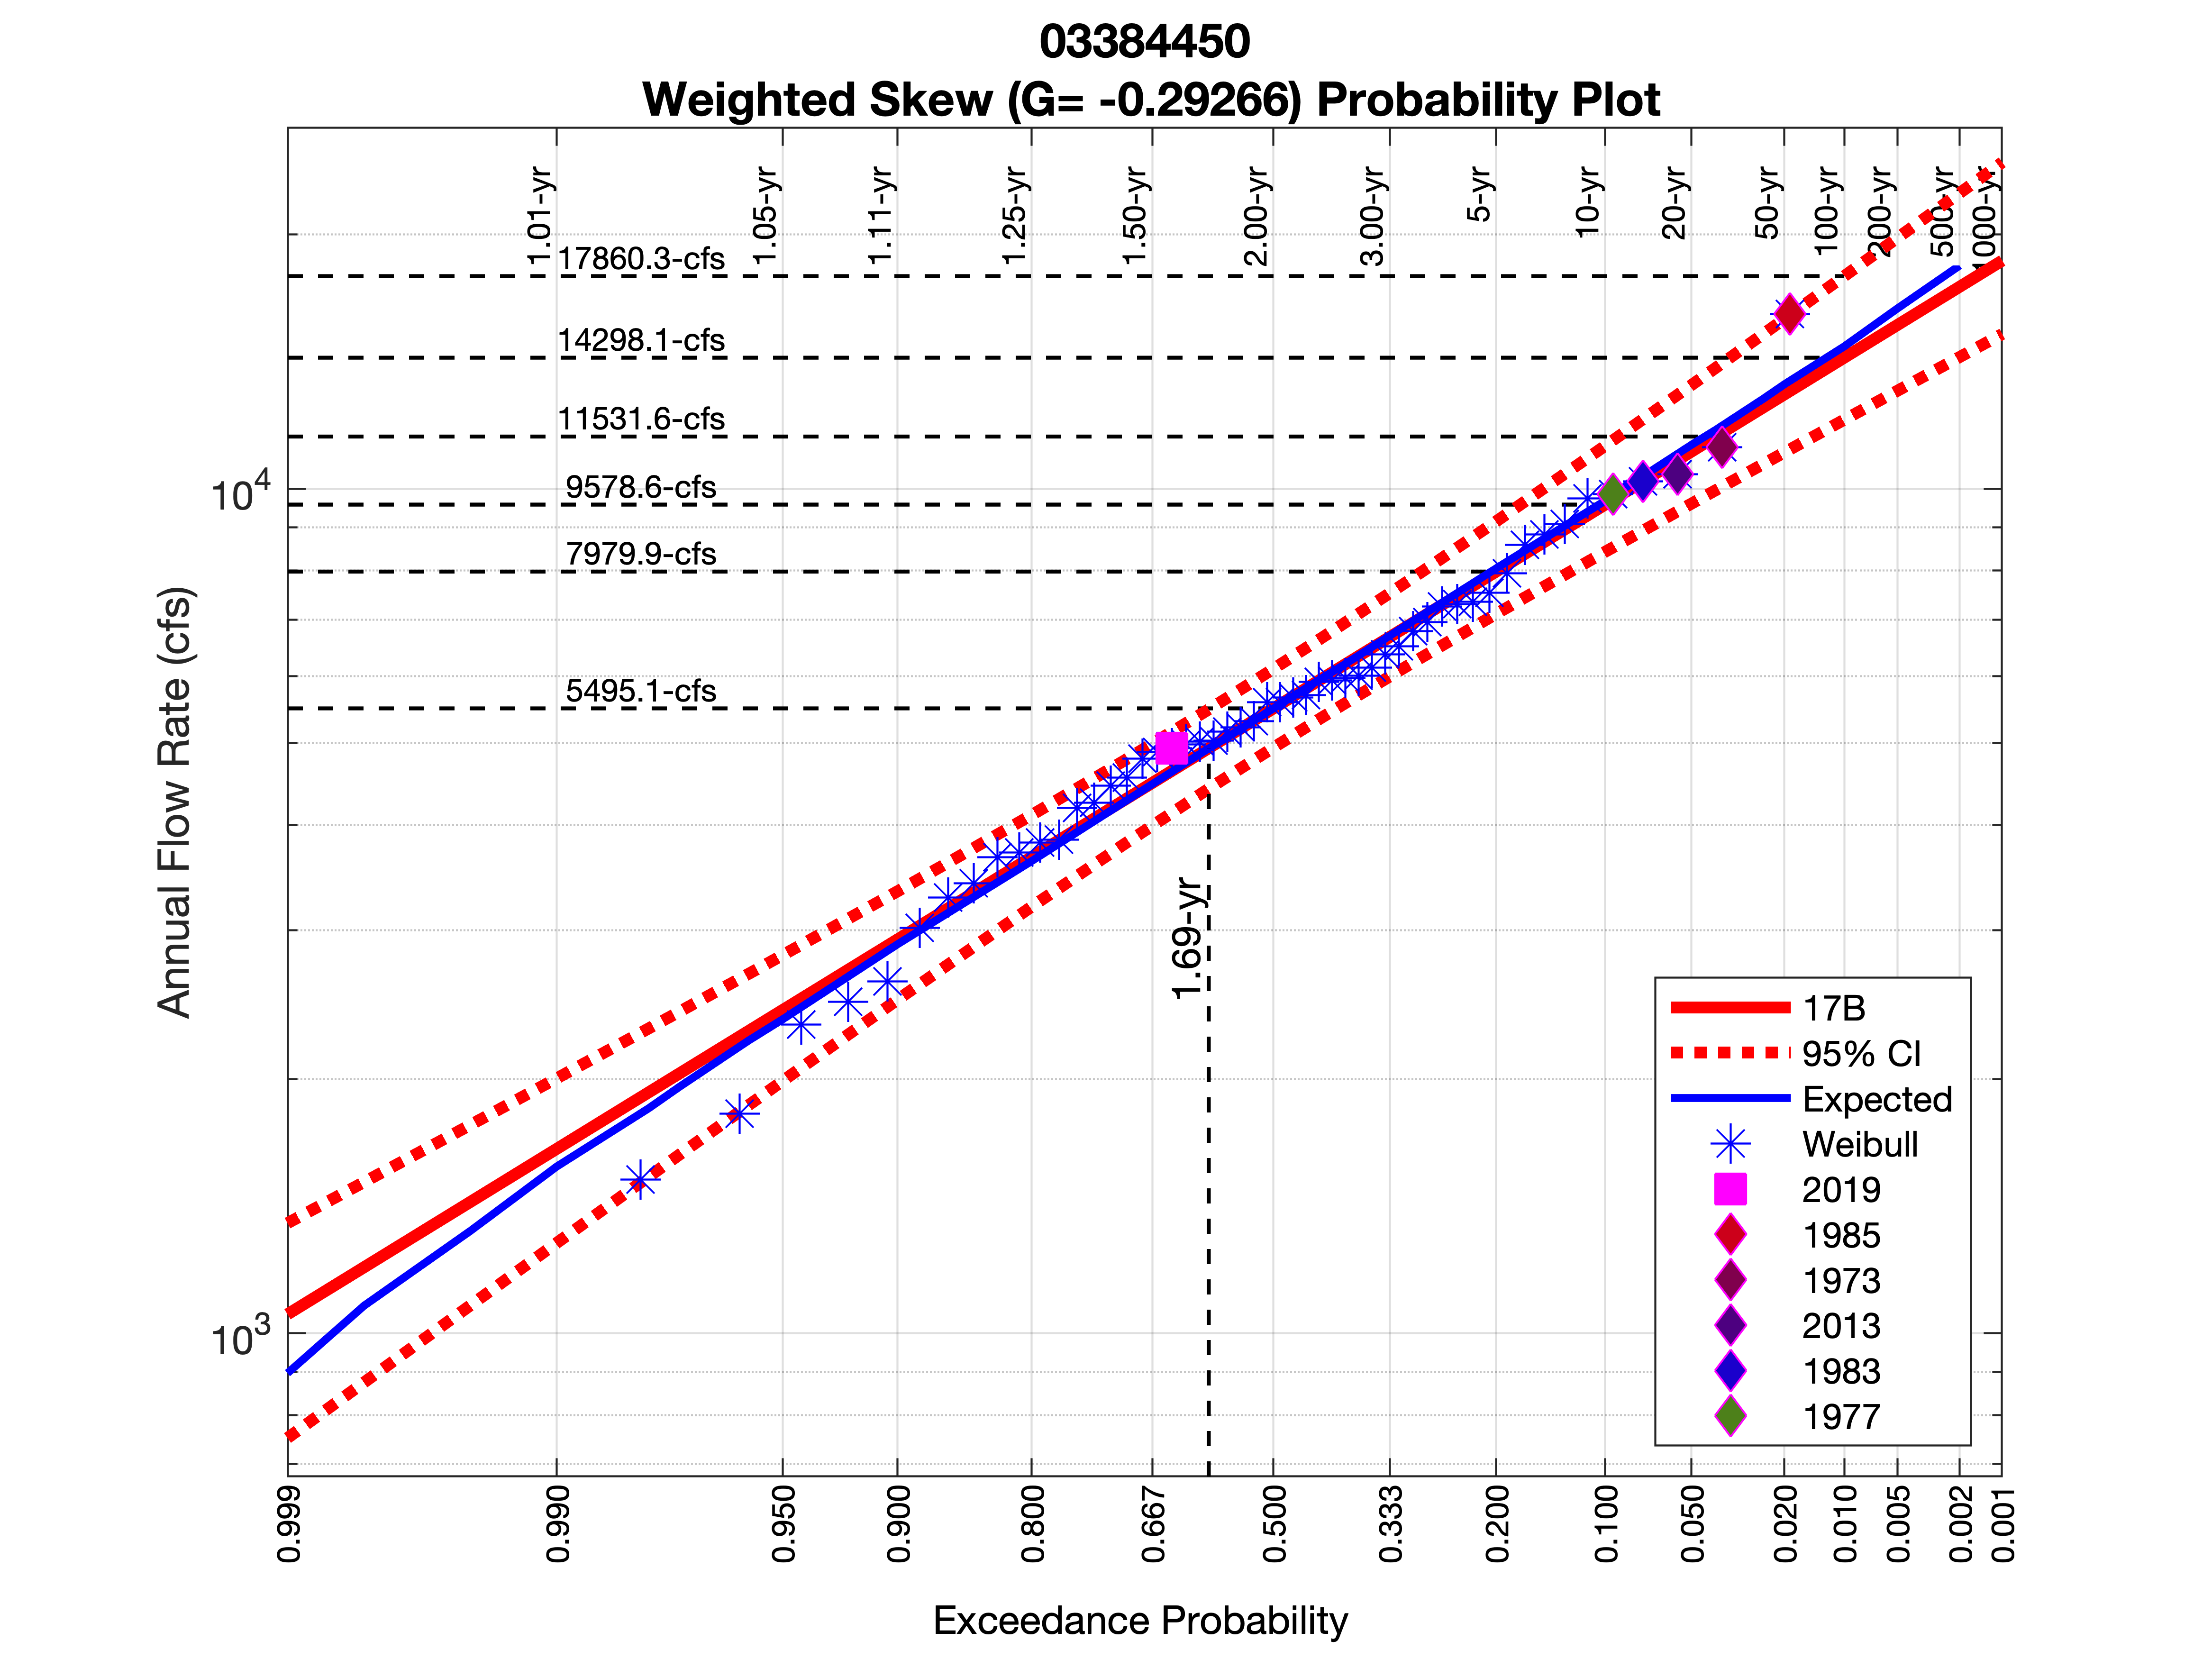 03384450
Weighted Skew (G= -0.29266) Probability Plot
1.01-yr
1.05-yr
1.11-yr
1.25-yr
1.50-yr
2.00-yr
3.00-yr
5-yr
10-yr
20-yr
50-yr
100-yr
200-yr
500-yr
1000-yr
17860.3-cfs
14298.1-cfs
11531.6-cfs
9578.6-cfs
7979.9-cfs
5495.1-cfs
1.69-yr
10^4
10^3
Annual Flow Rate (cfs)
17B
95% CI
Expected
Weibull
2019
1985
1973
2013
1983
1977
0.999
0.990
0.950
0.900
0.800
0.667
0.500
0.333
0.200
0.100
0.050
0.020
0.010
0.005
0.002
0.001
Exceedance Probability